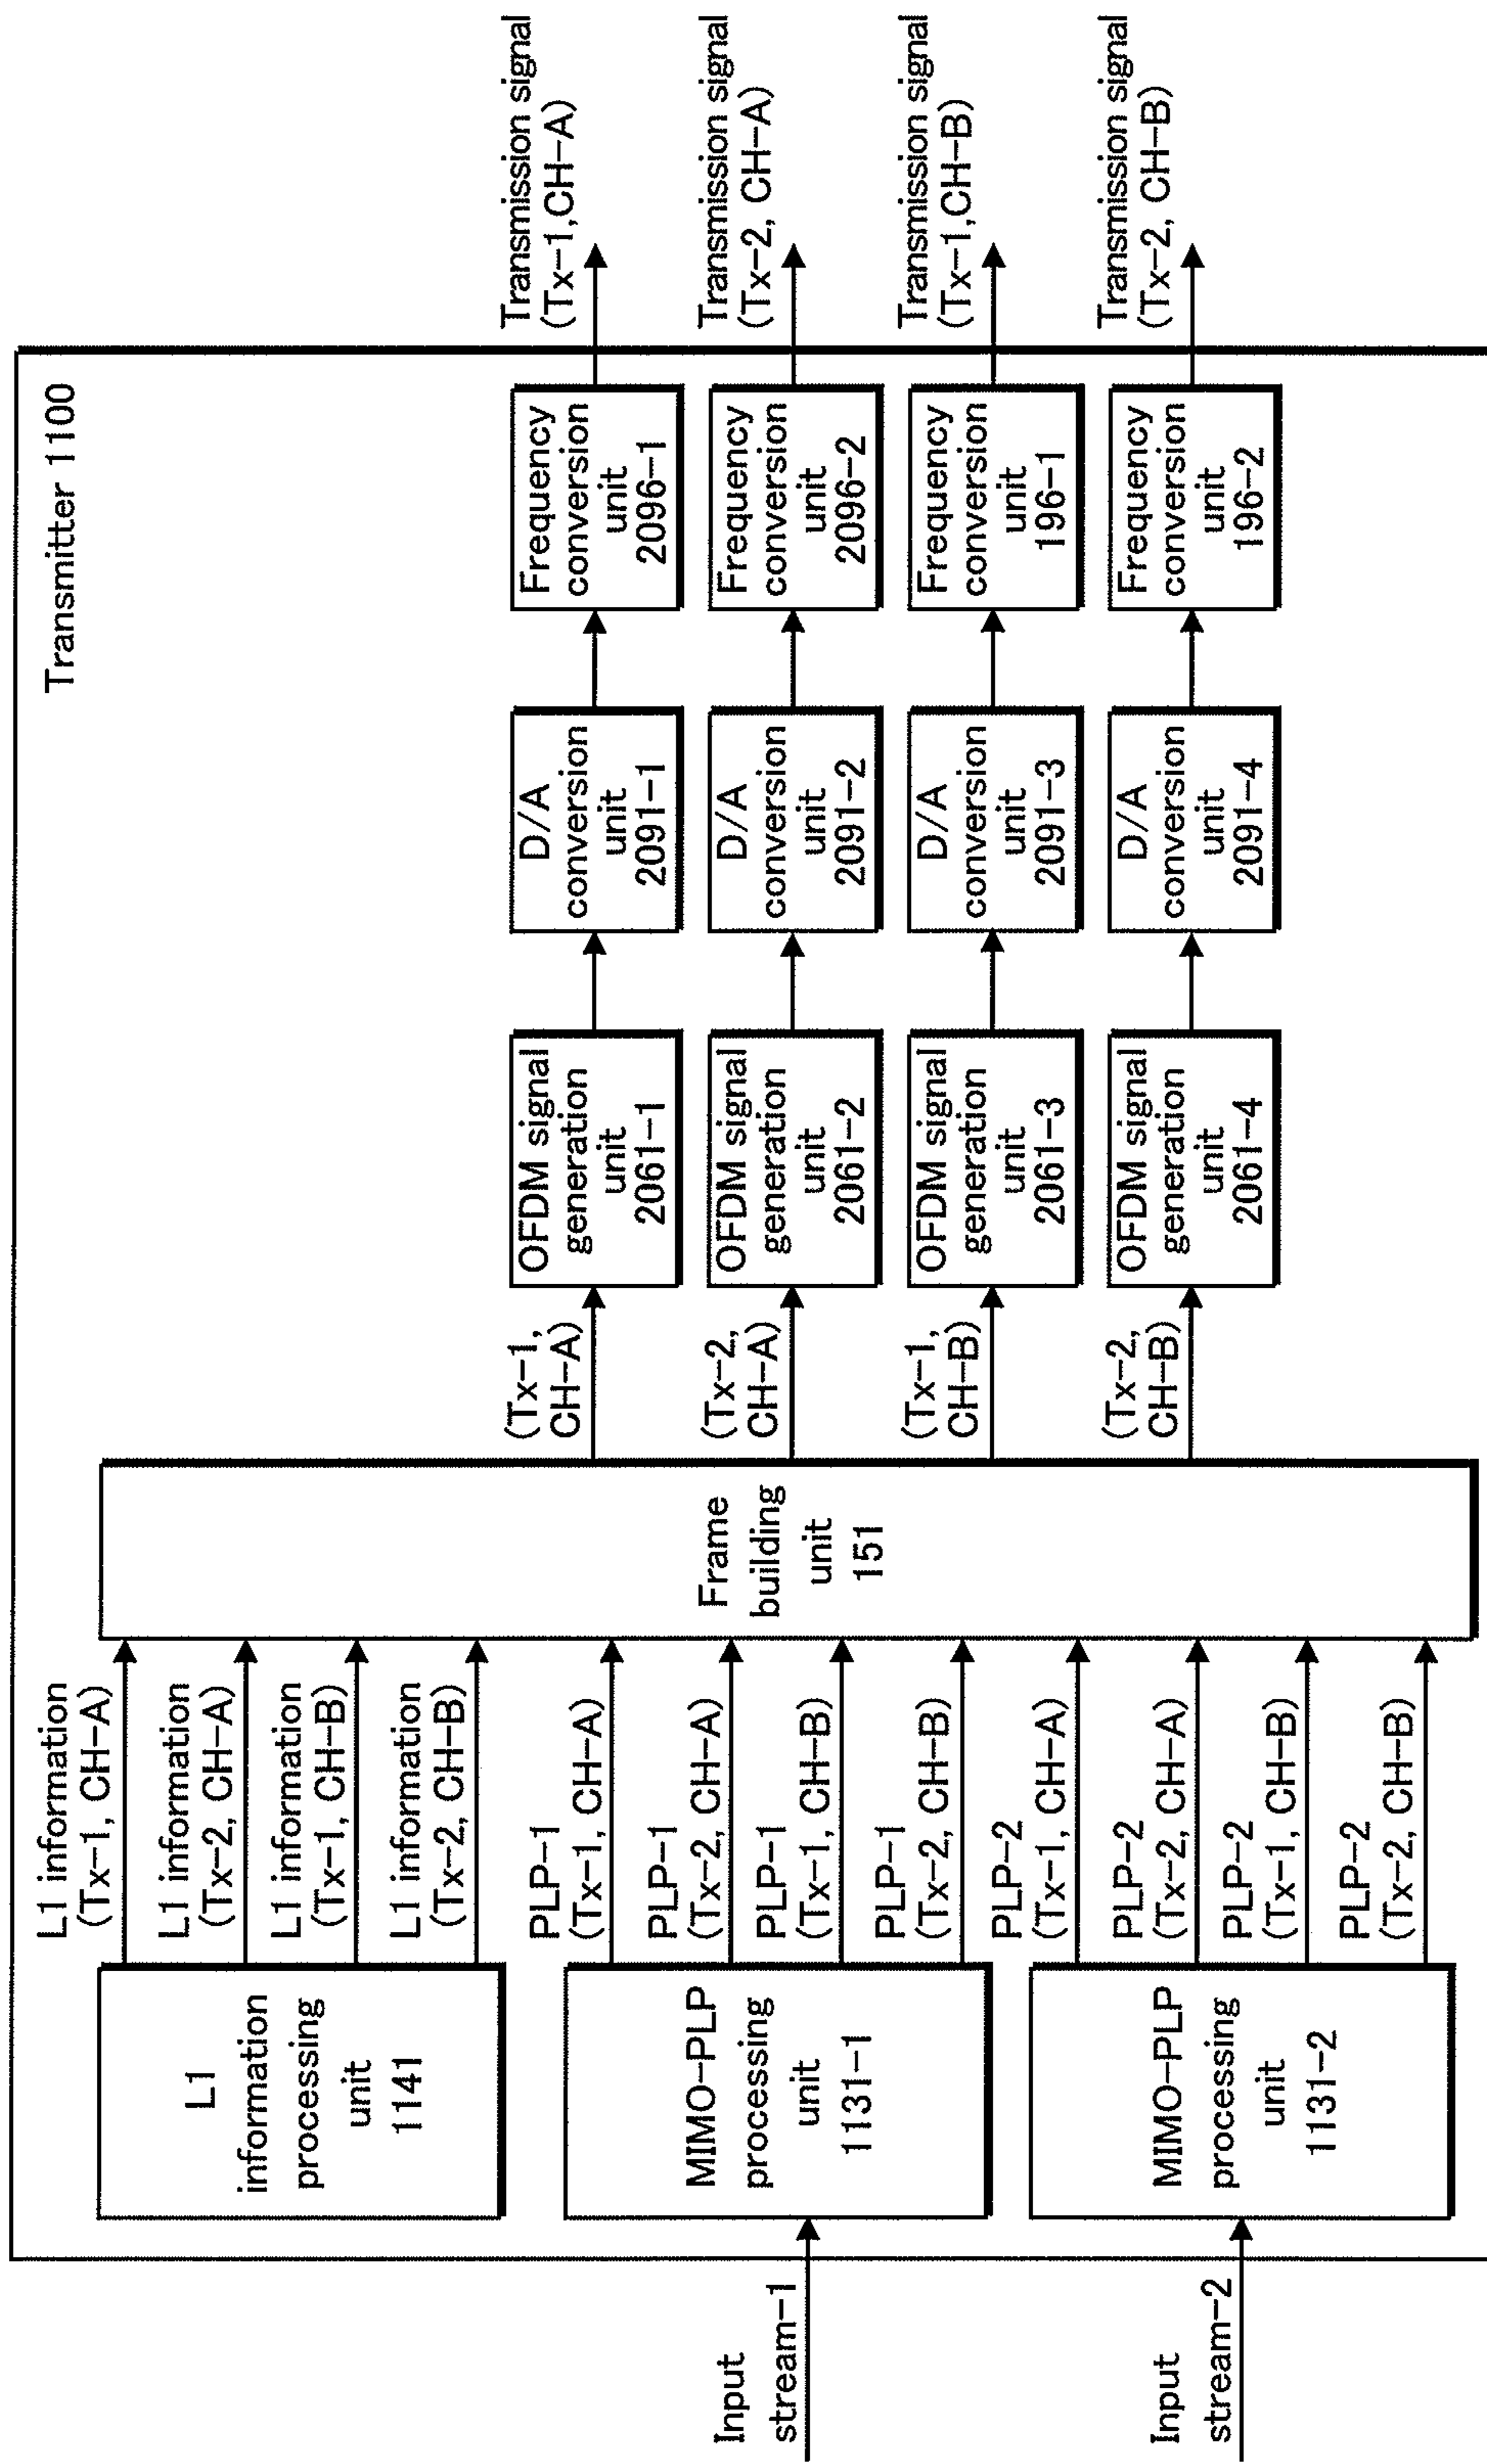 Transmitter 1100
Input
stream-1
Input
stream-2
L1
information
processing
unit
1141
MIMO-PLP
processing
unit
1131-1
MIMO-PLP
processing
unit
1131-2
L1 information
(Tx-1, CH-A)
L1 information
(Tx-2, CH-A)
L1 information
(Tx-1, CH-B)
L1 information
(Tx-2, CH-B)
PLP-1
(Tx-1, CH-A)
PLP-1
(Tx-2, CH-A)
PLP-1
(Tx-1, CH-B)
PLP-1
(Tx-2, CH-B)
PLP-2
(Tx-1, CH-A)
PLP-2
(Tx-2, CH-A)
PLP-2
(Tx-1, CH-B)
PLP-2
(Tx-2, CH-B)
Frame
building
unit
151
(Tx-1,
CH-A)
(Tx-2,
CH-A)
(Tx-1,
CH-B)
(Tx-2,
CH-B)
OFDM signal
generation
unit
2061-1
OFDM signal
generation
unit
2061-2
OFDM signal
generation
unit
2061-3
OFDM signal
generation
unit
2061-4
D/A
conversion
unit
2091-1
D/A
conversion
unit
2091-2
D/A
conversion
unit
2091-3
D/A
conversion
unit
2091-4
Frequency
conversion
unit
2096-1
Frequency
conversion
unit
2096-2
Frequency
conversion
unit
196-1
Frequency
conversion
unit
196-2
Transmission signal
(Tx-1,CH-A)
Transmission signal
(Tx-2, CH-A)
Transmission signal
(Tx-1,CH-B)
Transmission signal
(Tx-2, CH-B)